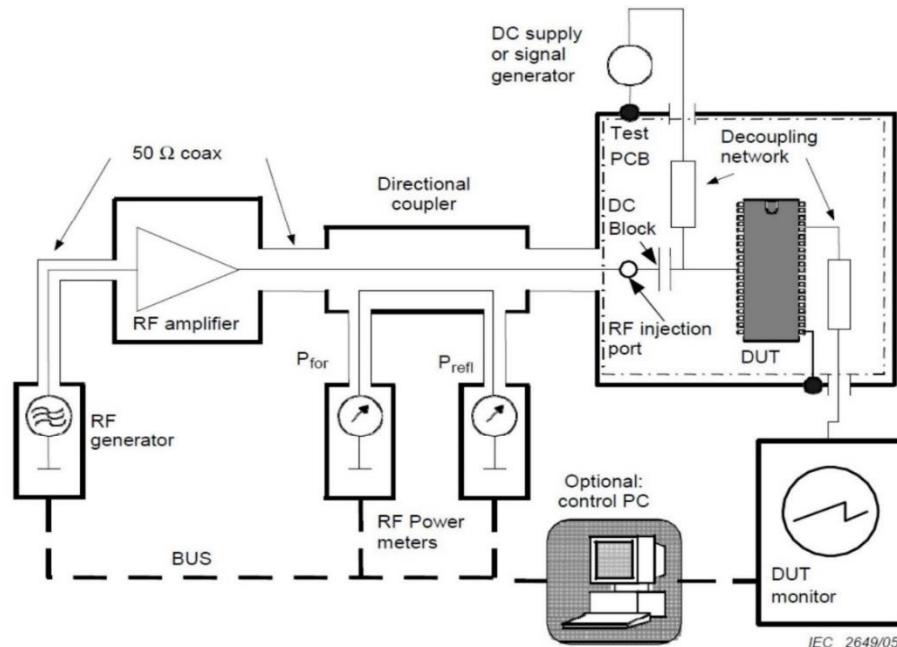 DC supply
or signal
generator
50 Ω coax
Test
PCB
Decoupling
network
Directional
coupler
DC
Block
RF amplifier
RF injection
port
DUT
Pfor
Prefl
RF
generator
Optional:
control PC
RF Power
meters
BUS
DUT
monitor
IEC 2649/05